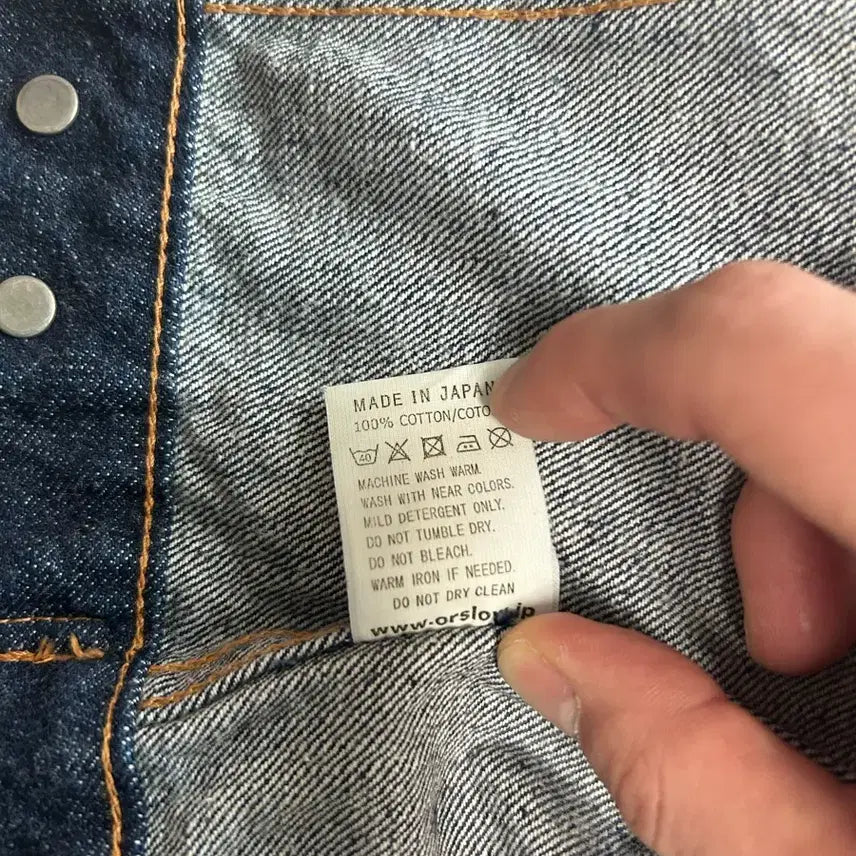 MADE IN JAPAN
100% COTTON/COTO
40
MACHINE WASH WARM.
WASH WITH NEAR COLORS.
MILD DETERGENT ONLY.
DO NOT TUMBLE DRY.
DO NOT BLEACH.
WARM IRON IF NEEDED.
DO NOT DRY CLEAN
www.orslow.jp